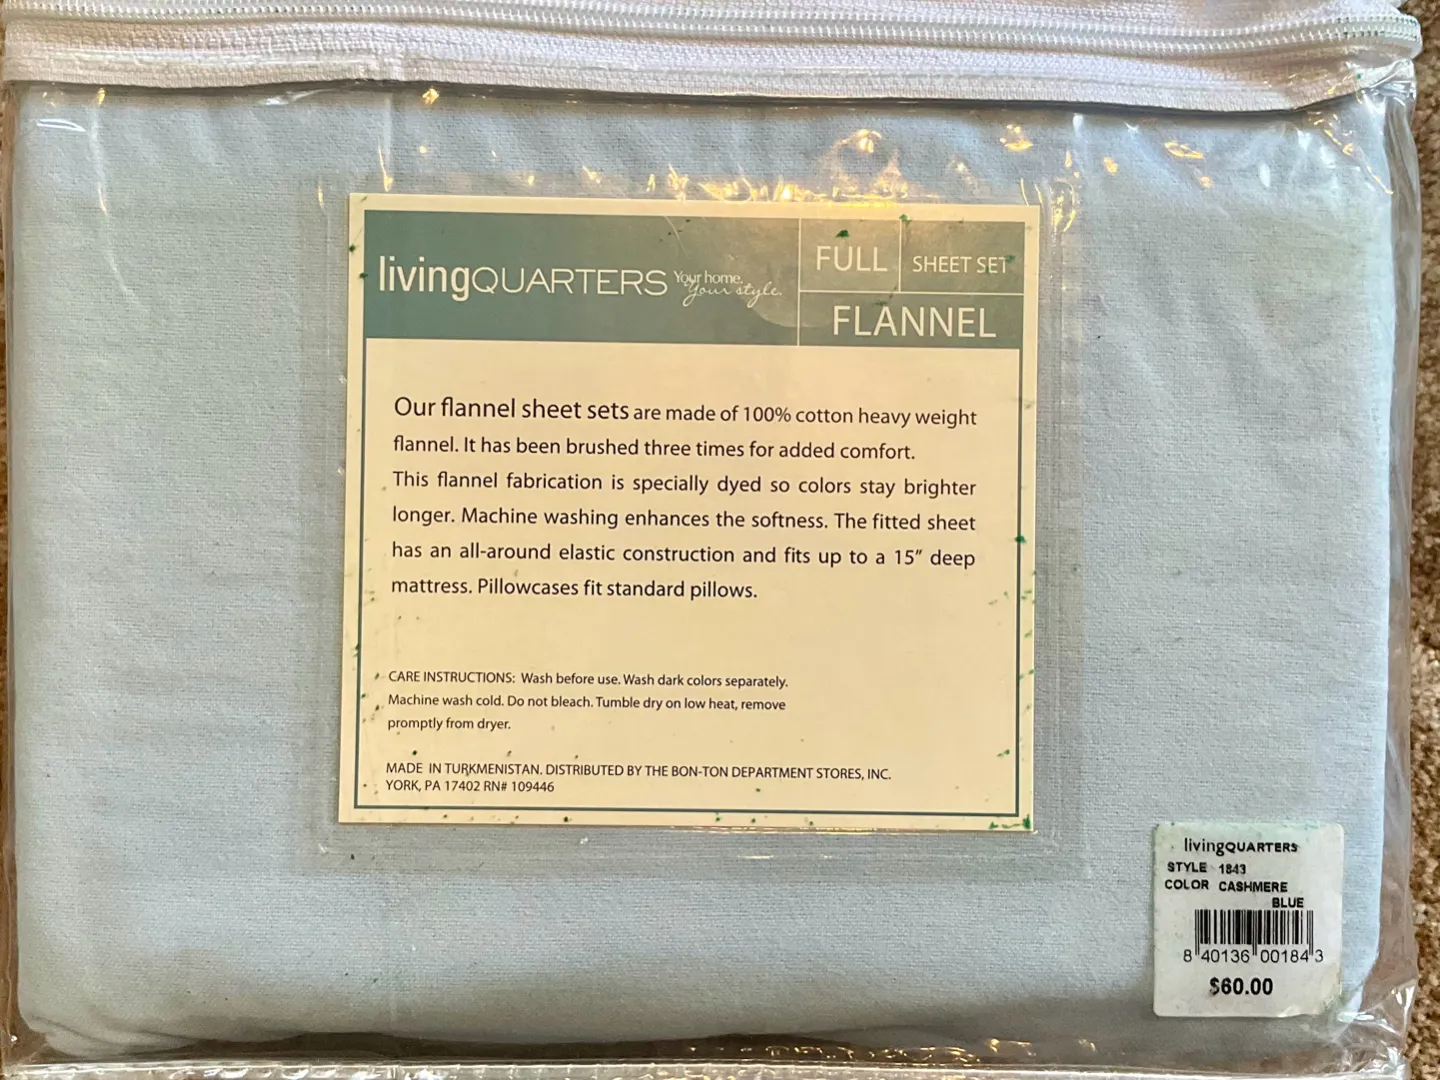 livingQUARTERS Your home. Your style.
FULL SHEET SET
FLANNEL
Our flannel sheet sets are made of 100% cotton heavy weight
flannel. It has been brushed three times for added comfort.
This flannel fabrication is specially dyed so colors stay brighter
longer. Machine washing enhances the softness. The fitted sheet
has an all-around elastic construction and fits up to a 15” deep
mattress. Pillowcases fit standard pillows.
CARE INSTRUCTIONS: Wash before use. Wash dark colors separately.
Machine wash cold. Do not bleach. Tumble dry on low heat, remove
promptly from dryer.
MADE IN TURKMENISTAN. DISTRIBUTED BY THE BON-TON DEPARTMENT STORES, INC.
YORK, PA 17402 RN# 109446
livingQUARTERS
STYLE 1843
COLOR CASHMERE
BLUE
8 40136 00184 3
$60.00